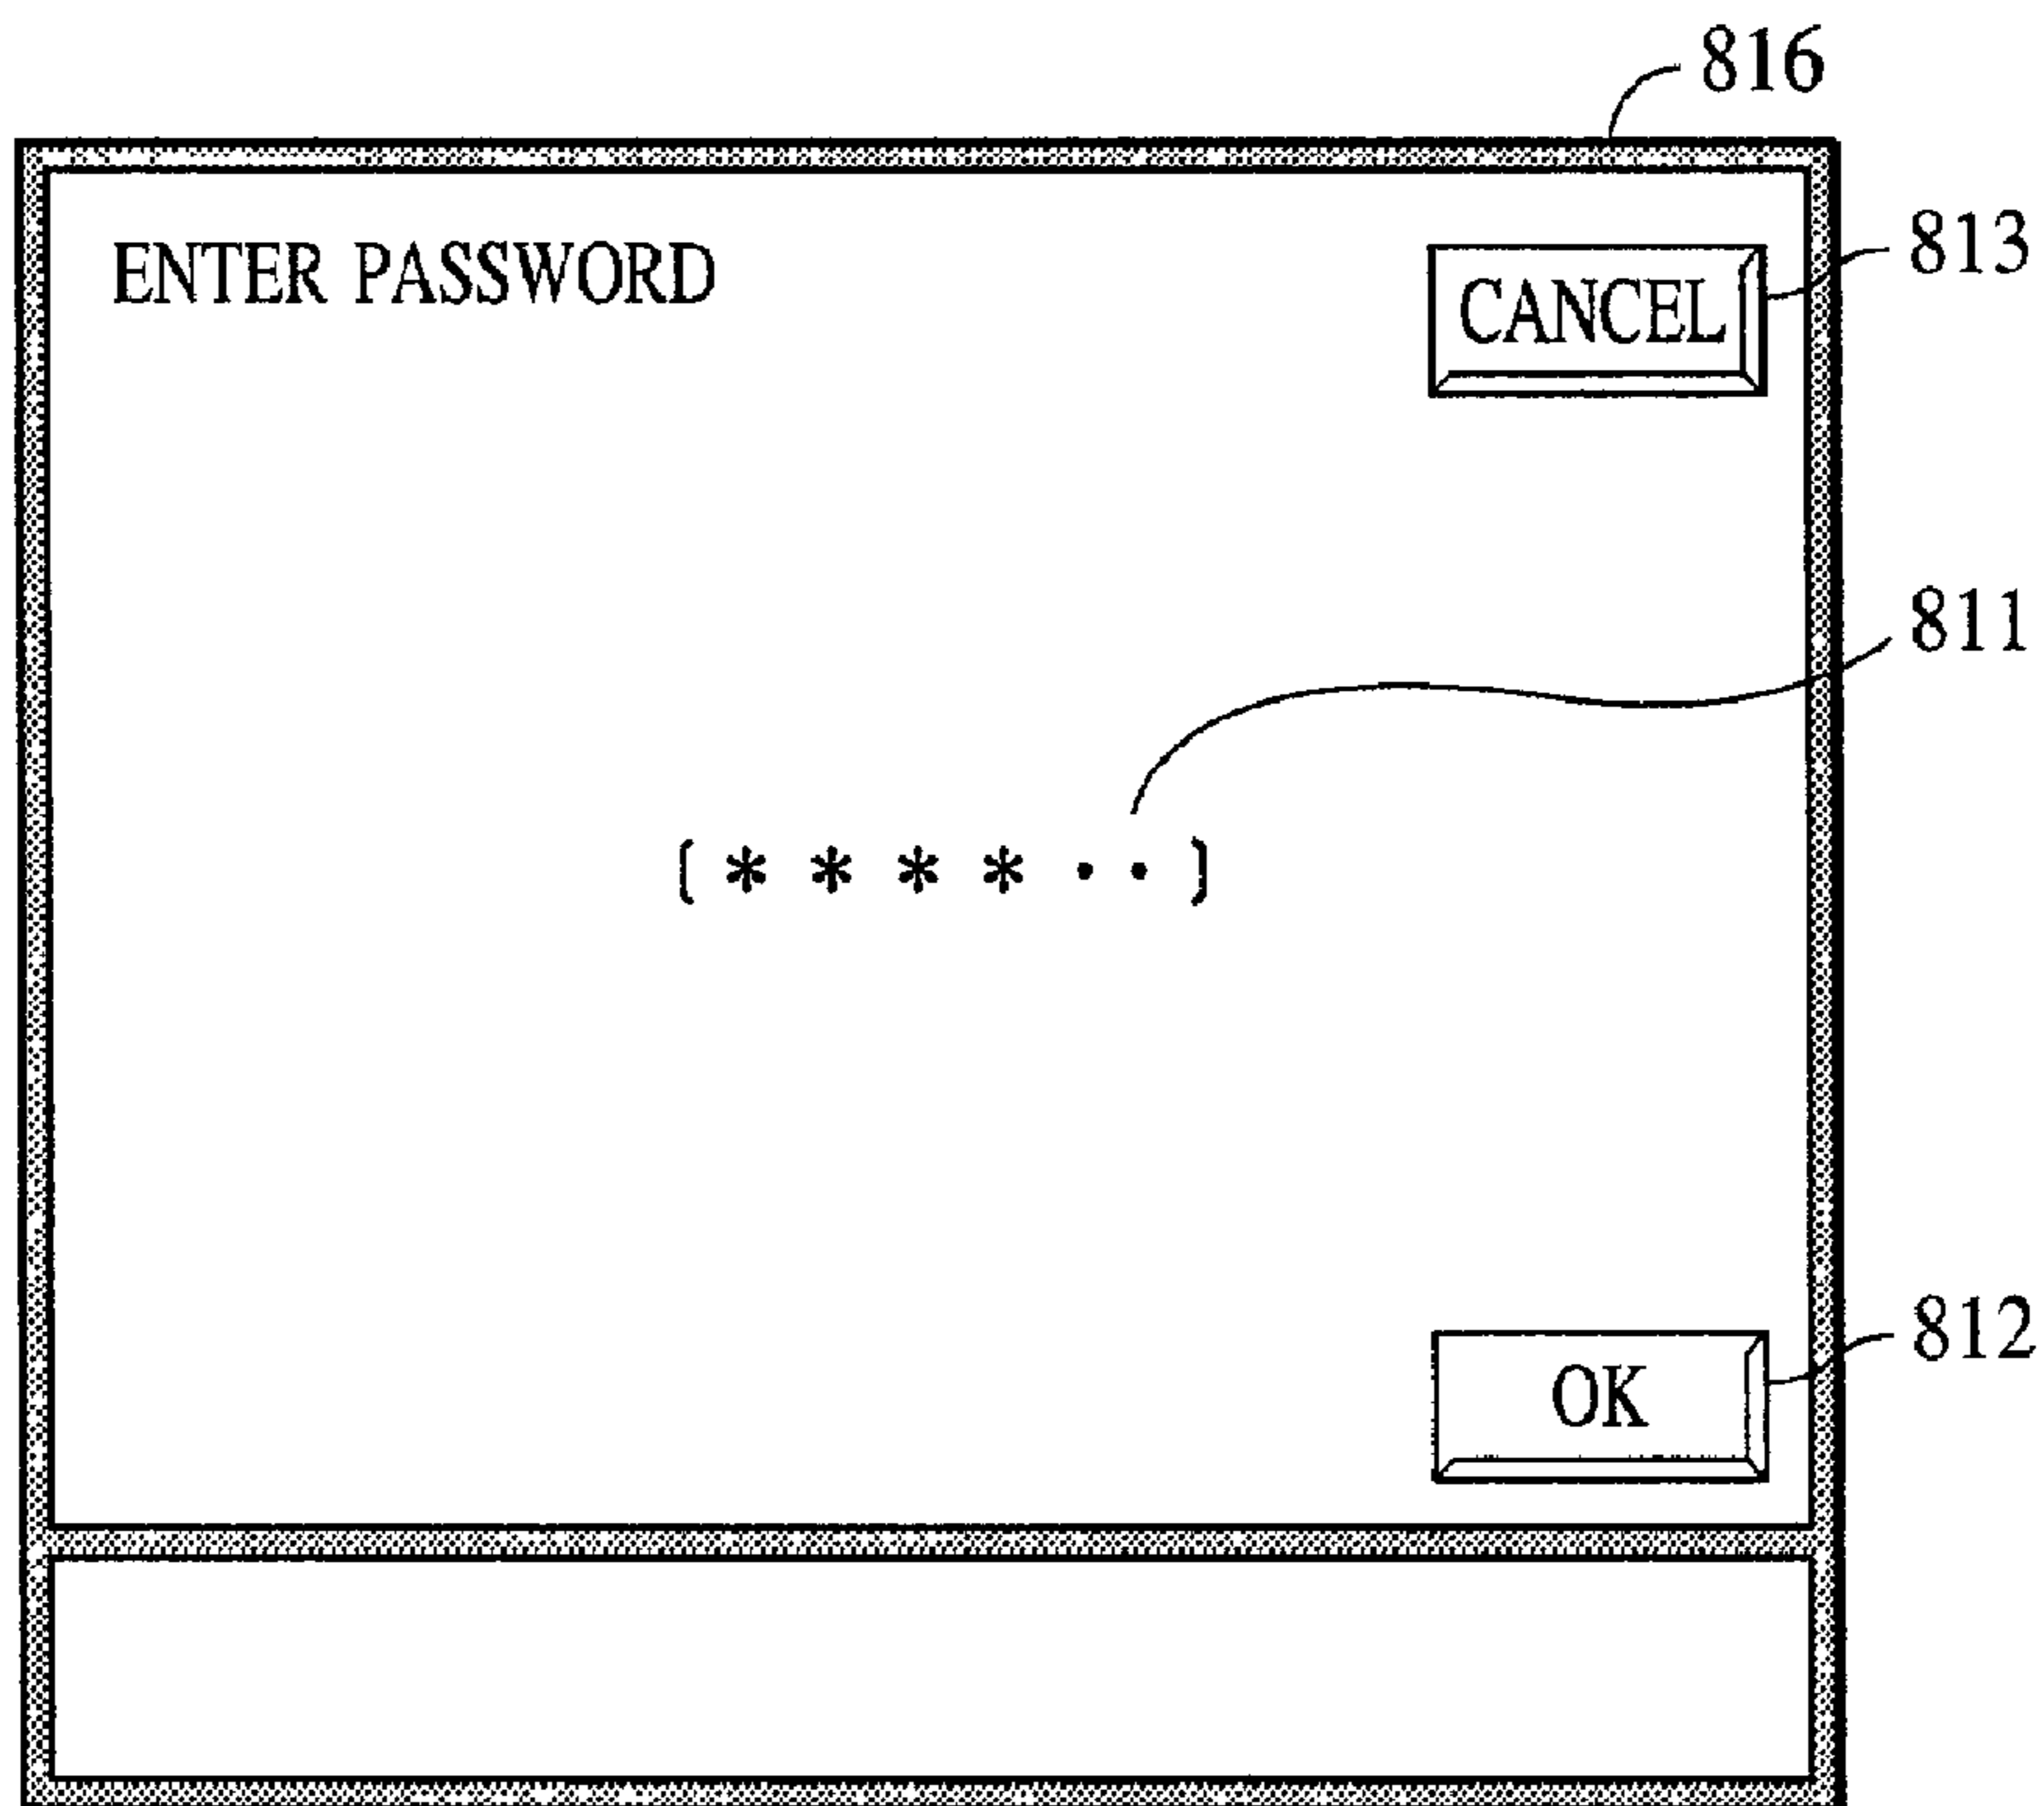 816
ENTER PASSWORD
CANCEL
813
811
[ * * * * · · ]
OK
812